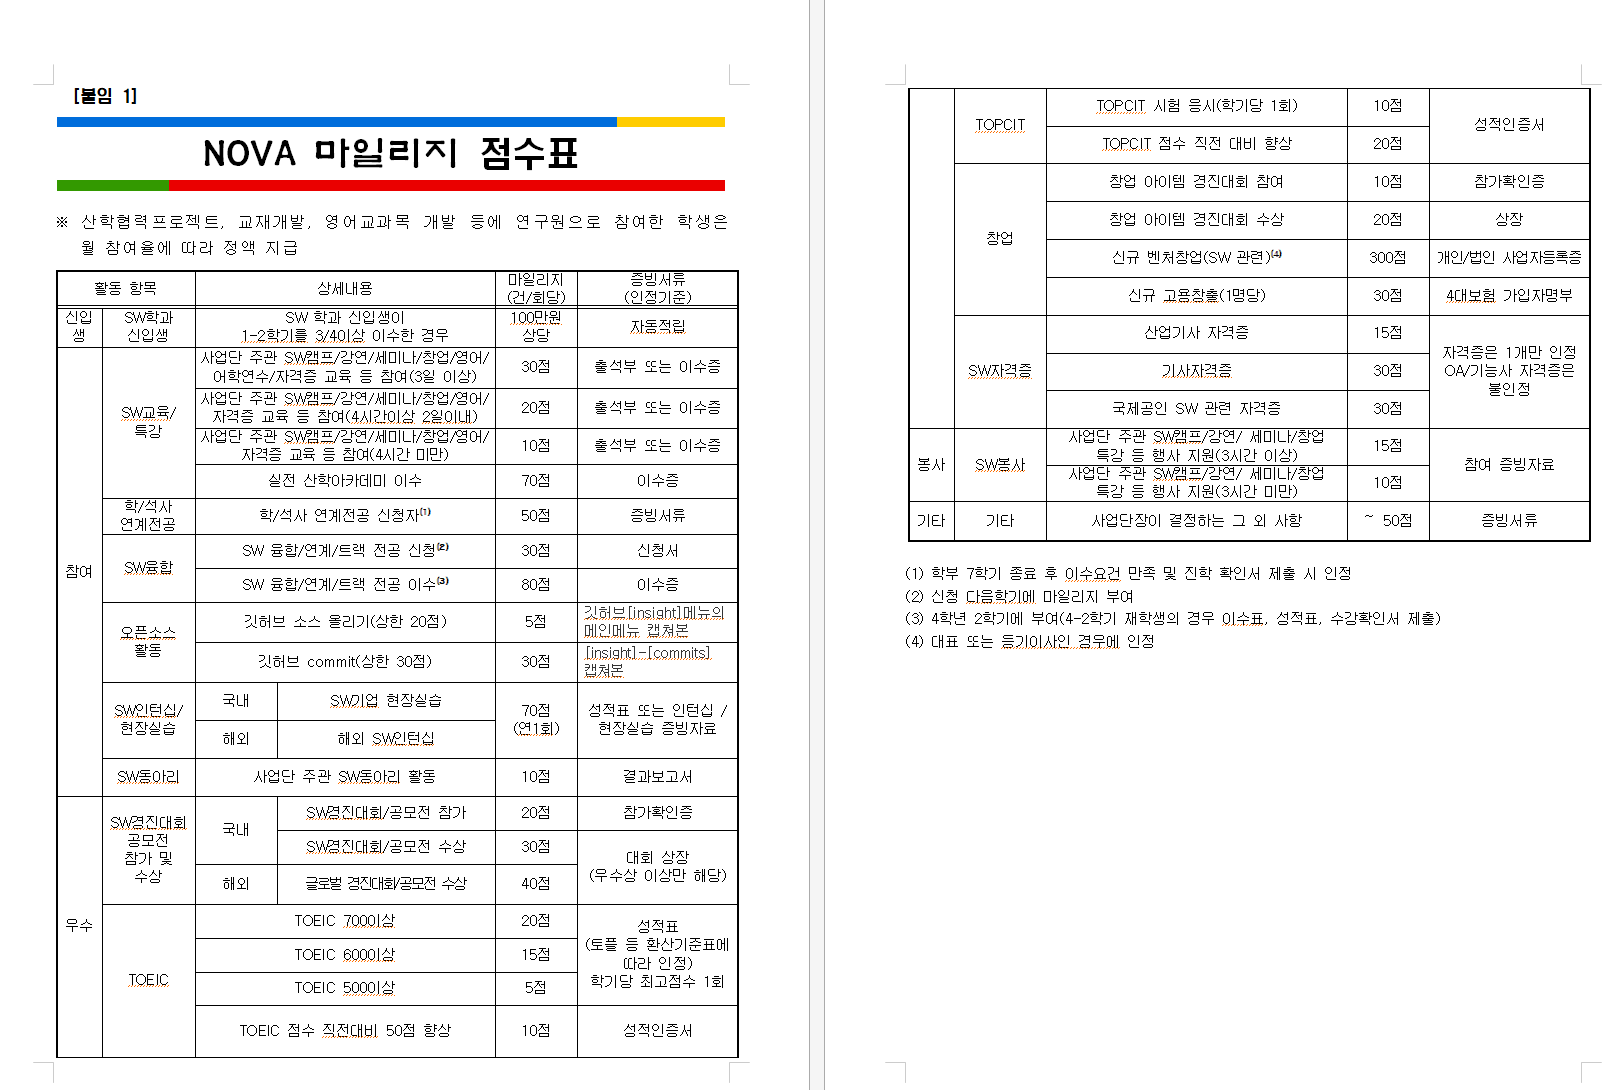 [붙임 1]
NOVA 마일리지 점수표
※ 산학협력프로젝트, 교재개발, 영어교과목 개발 등에 연구원으로 참여한 학생은
월 참여율에 따라 정액 지급
활동 항목
상세내용
마일리지
(건/회당)
증빙서류
(인정기준)
신입
생
SW학과
신입생
SW 학과 신입생이
1-2학기를 3/4이상 이수한 경우
100만원
상당
자동적립
참여
SW교육/
특강
사업단 주관 SW캠프/강연/세미나/창업/영어/
어학연수/자격증 교육 등 참여(3일 이상)
30점
출석부 또는 이수증
사업단 주관 SW캠프/강연/세미나/창업/영어/
자격증 교육 등 참여(4시간이상 2일이내)
20점
출석부 또는 이수증
사업단 주관 SW캠프/강연/세미나/창업/영어/
자격증 교육 등 참여(4시간 미만)
10점
출석부 또는 이수증
실전 산학아카데미 이수
70점
이수증
학/석사
연계전공
학/석사 연계전공 신청자(1)
50점
증빙서류
SW융합
SW 융합/연계/트랙 전공 신청(2)
30점
신청서
SW 융합/연계/트랙 전공 이수(3)
80점
이수증
오픈소스
활동
깃허브 소스 올리기(상한 20점)
5점
깃허브[insight]메뉴의
메인메뉴 캡쳐본
깃허브 commit(상한 30점)
30점
[insight]-[commits]
캡쳐본
SW인턴십/
현장실습
국내
SW기업 현장실습
70점
(연1회)
성적표 또는 인턴십 /
현장실습 증빙자료
해외
해외 SW인턴십
SW동아리
사업단 주관 SW동아리 활동
10점
결과보고서
우수
SW경진대회
공모전
참가 및
수상
국내
SW경진대회/공모전 참가
20점
참가확인증
SW경진대회/공모전 수상
30점
대회 상장
(우수상 이상만 해당)
해외
글로벌 경진대회/공모전 수상
40점
TOEIC
TOEIC 700이상
20점
성적표
(토플 등 환산기준표에
따라 인정)
학기당 최고점수 1회
TOEIC 600이상
15점
TOEIC 500이상
5점
TOEIC 점수 직전대비 50점 향상
10점
성적인증서
TOPCIT
TOPCIT 시험 응시(학기당 1회)
10점
성적인증서
TOPCIT 점수 직전 대비 향상
20점
창업
창업 아이템 경진대회 참여
10점
참가확인증
창업 아이템 경진대회 수상
20점
상장
신규 벤처창업(SW 관련)(4)
300점
개인/법인 사업자등록증
신규 고용창출(1명당)
30점
4대보험 가입자명부
SW자격증
산업기사 자격증
15점
자격증은 1개만 인정
OA/기능사 자격증은
불인정
기사자격증
30점
국제공인 SW 관련 자격증
30점
봉사
SW봉사
사업단 주관 SW캠프/강연/ 세미나/창업
특강 등 행사 지원(3시간 이상)
15점
참여 증빙자료
사업단 주관 SW캠프/강연/ 세미나/창업
특강 등 행사 지원(3시간 미만)
10점
기타
기타
사업단장이 결정하는 그 외 사항
~ 50점
증빙서류
(1) 학부 7학기 종료 후 이수요건 만족 및 진학 확인서 제출 시 인정
(2) 신청 다음학기에 마일리지 부여
(3) 4학년 2학기에 부여(4-2학기 재학생의 경우 이수표, 성적표, 수강확인서 제출)
(4) 대표 또는 등기이사인 경우에 인정